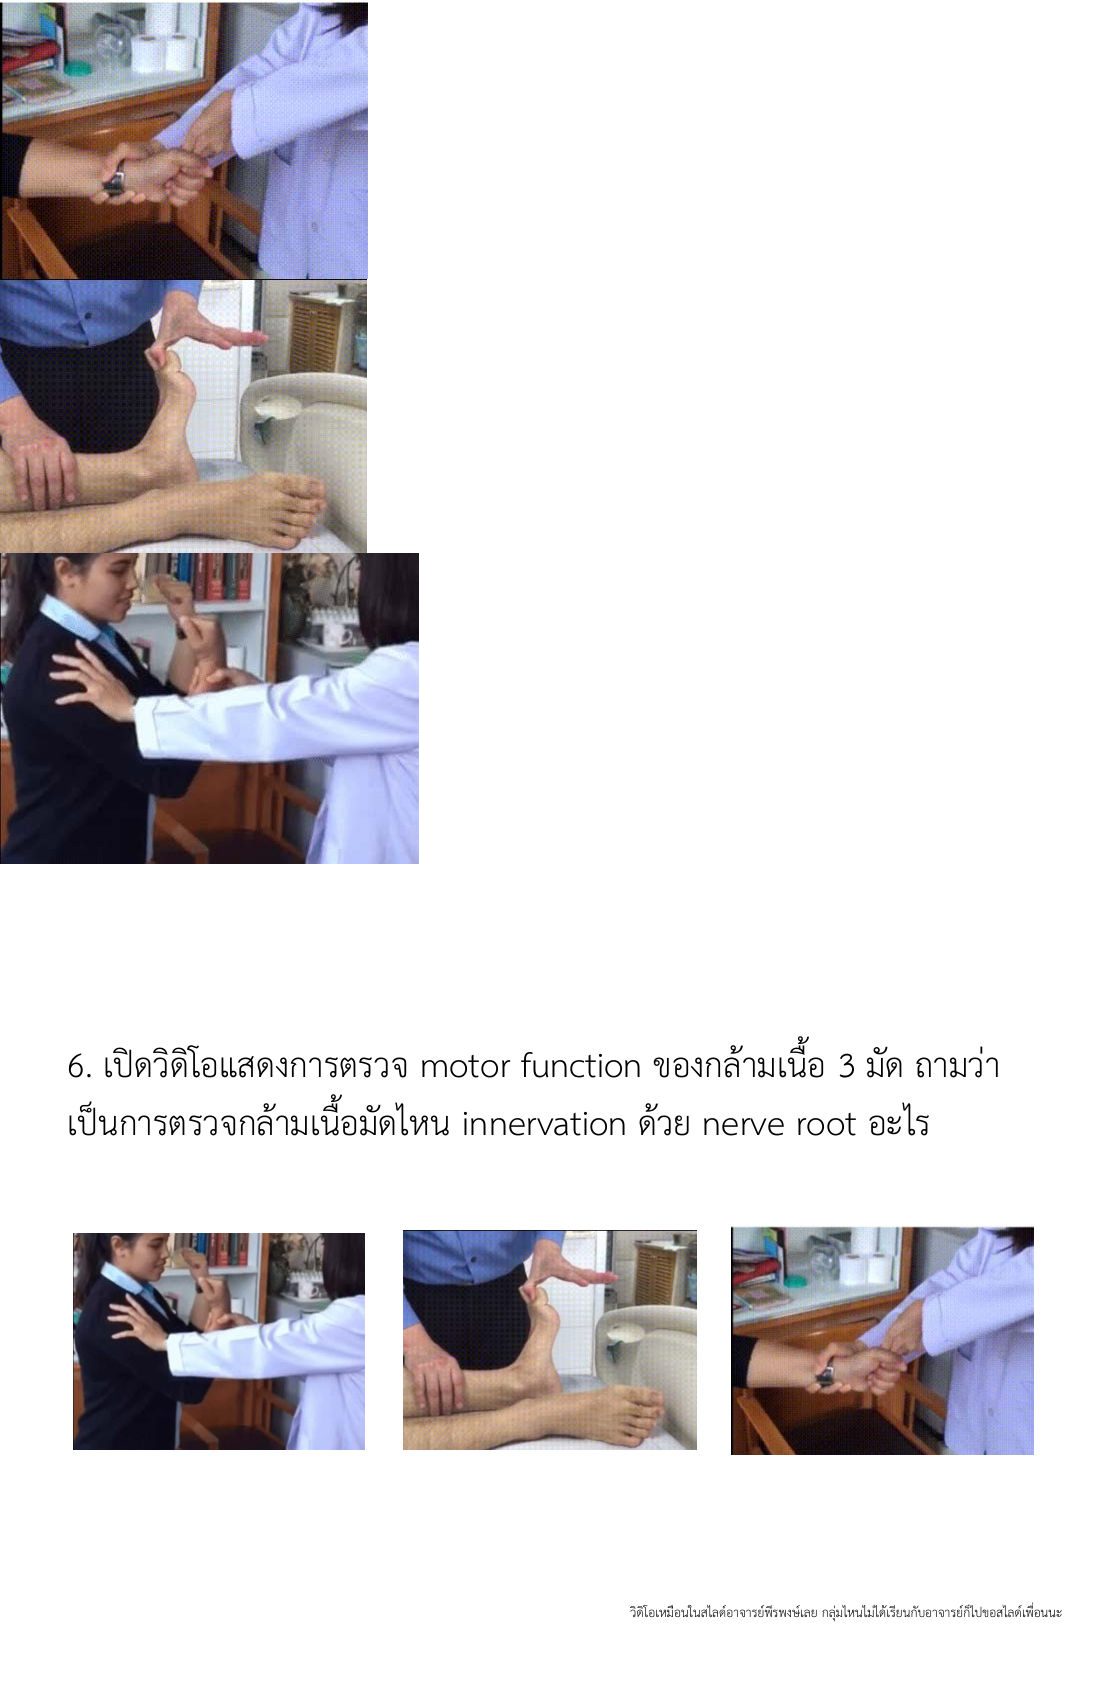 6. เปิดวิดิโอแสดงการตรวจ motor function ของกล้ามเนื้อ 3 มัด ถามว่า
เป็นการตรวจกล้ามเนื้อมัดไหน innervation ด้วย nerve root อะไร
วิดิโอเหมือนในสไลด์อาจารย์พีรพงษ์เลย กลุ่มไหนไม่ได้เรียนกับอาจารย์ก็ไปขอสไลด์เพื่อนนะ